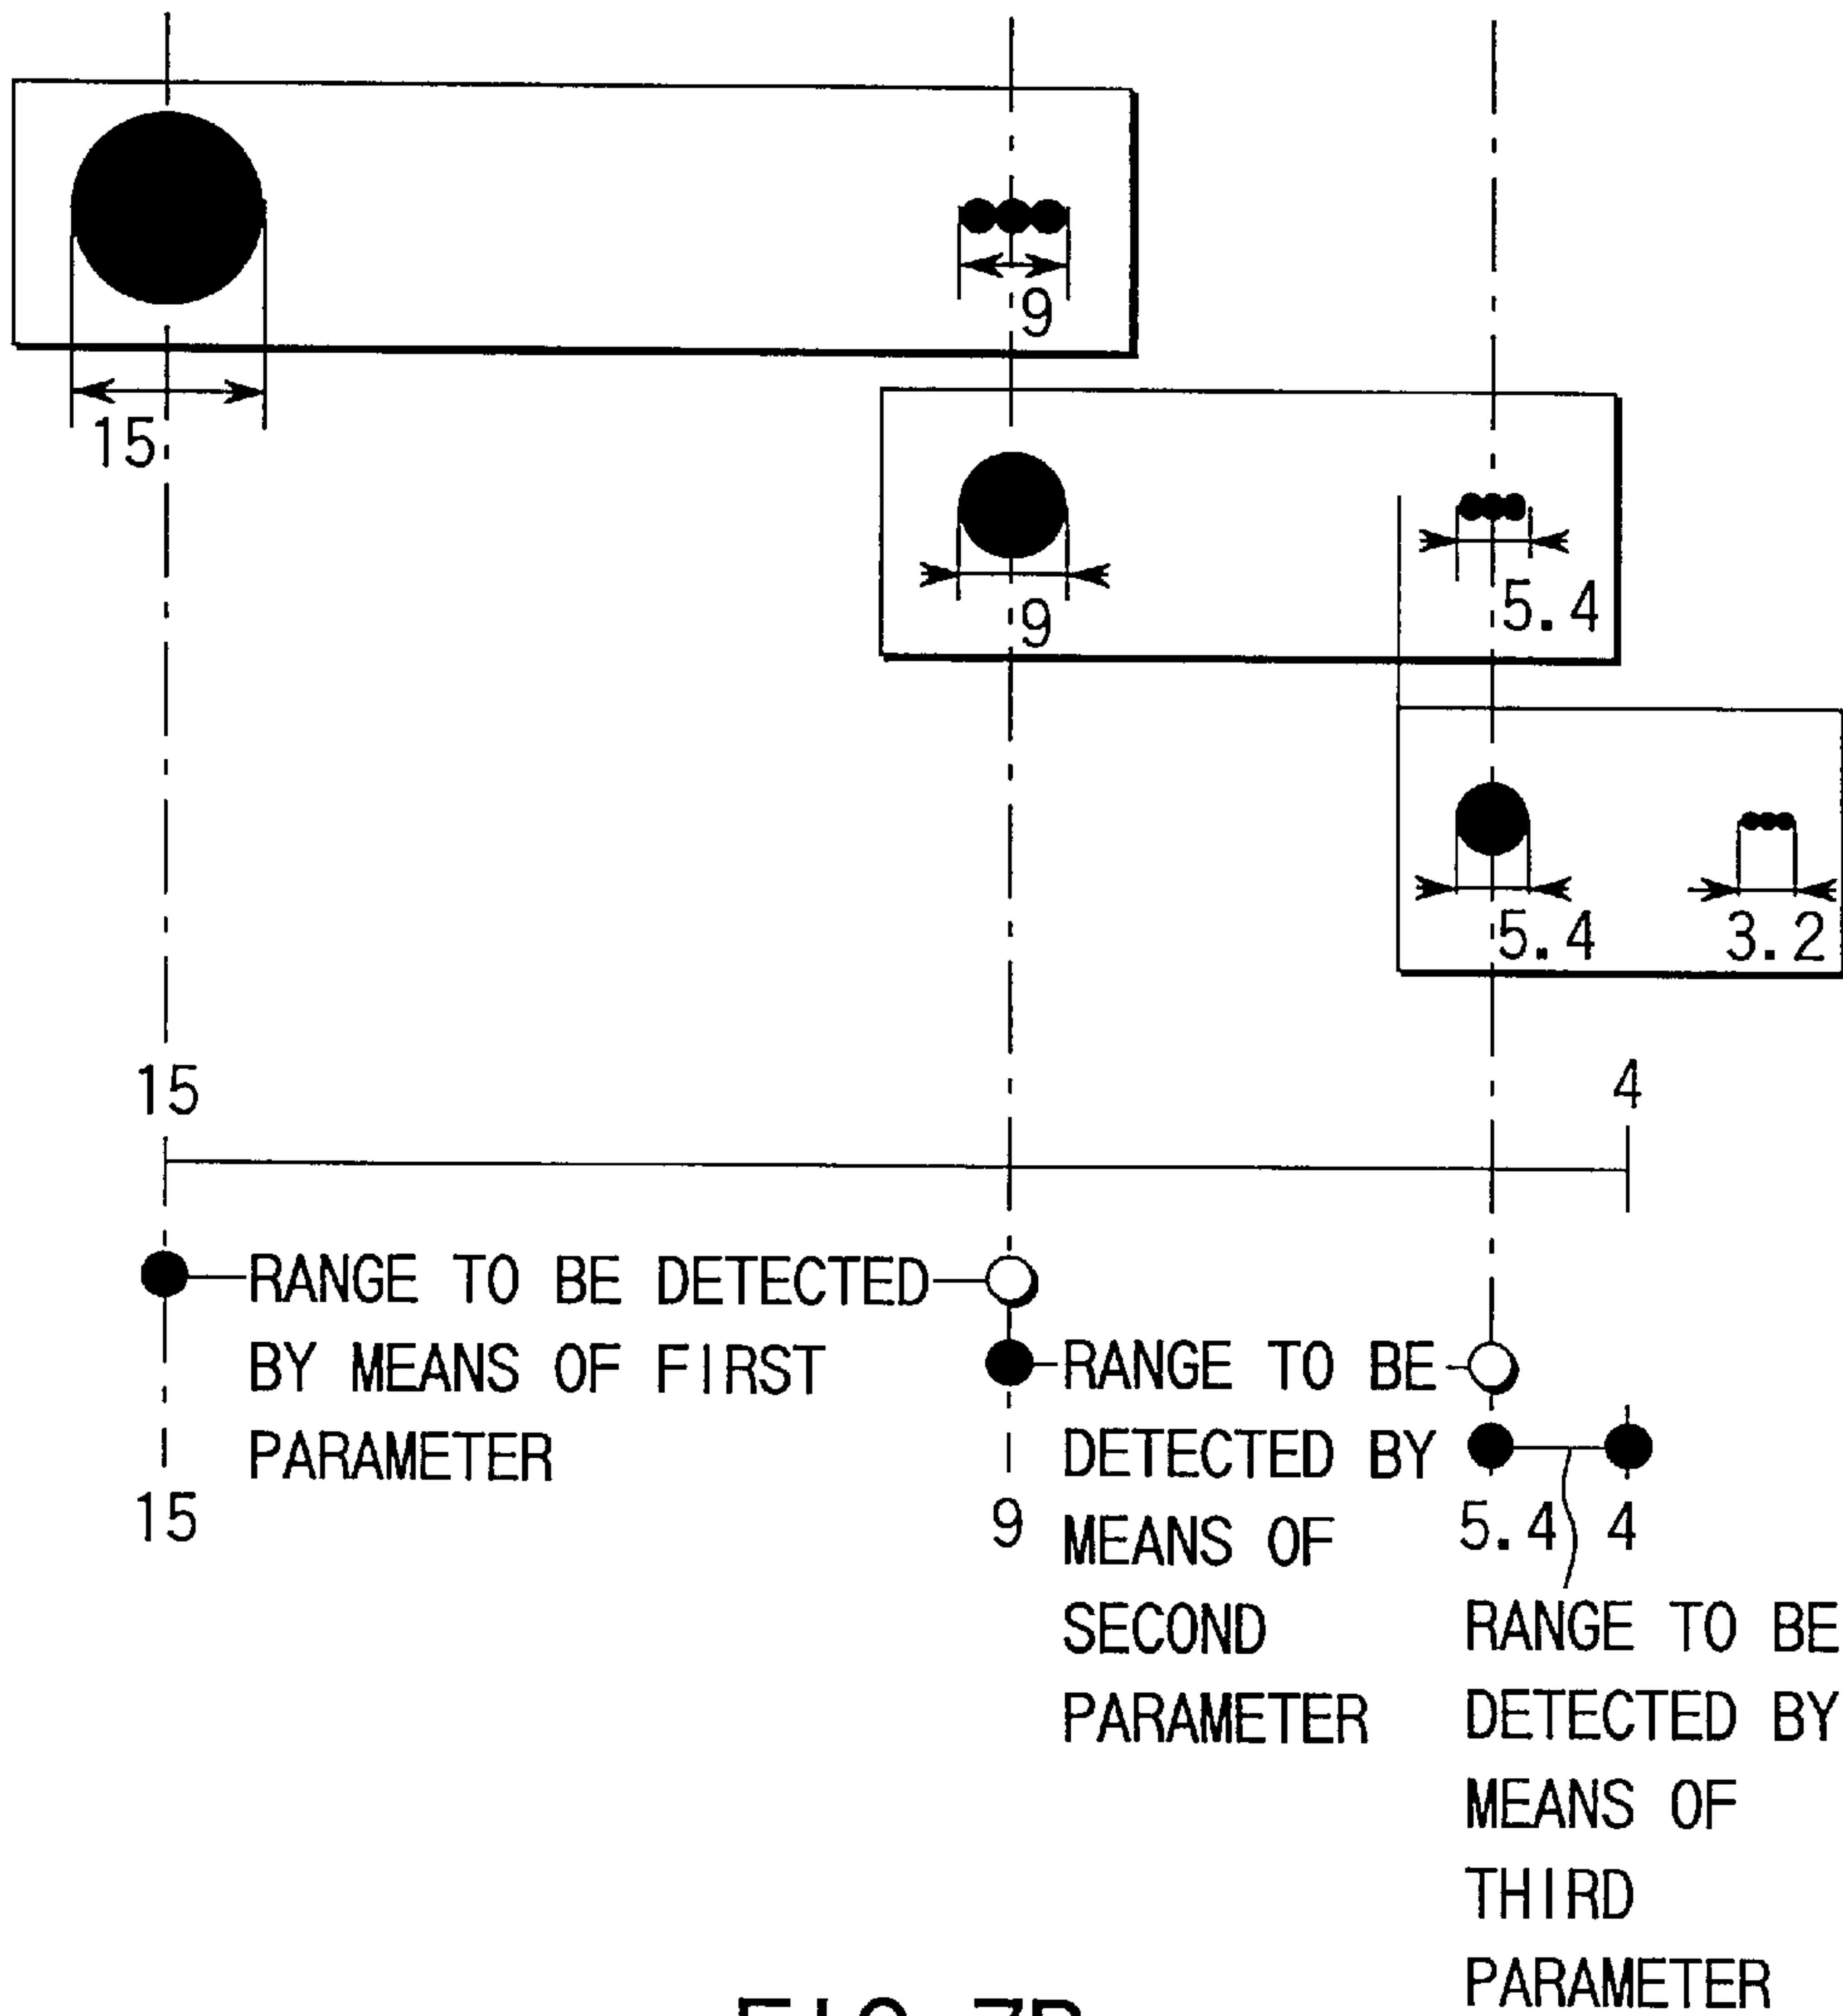 9
15
9
5.4
5.4
3.2
15
4
RANGE TO BE DETECTED
BY MEANS OF FIRST
PARAMETER
15
9
RANGE TO BE
DETECTED BY
MEANS OF
SECOND
PARAMETER
5.4
4
RANGE TO BE
DETECTED BY
MEANS OF
THIRD
PARAMETER